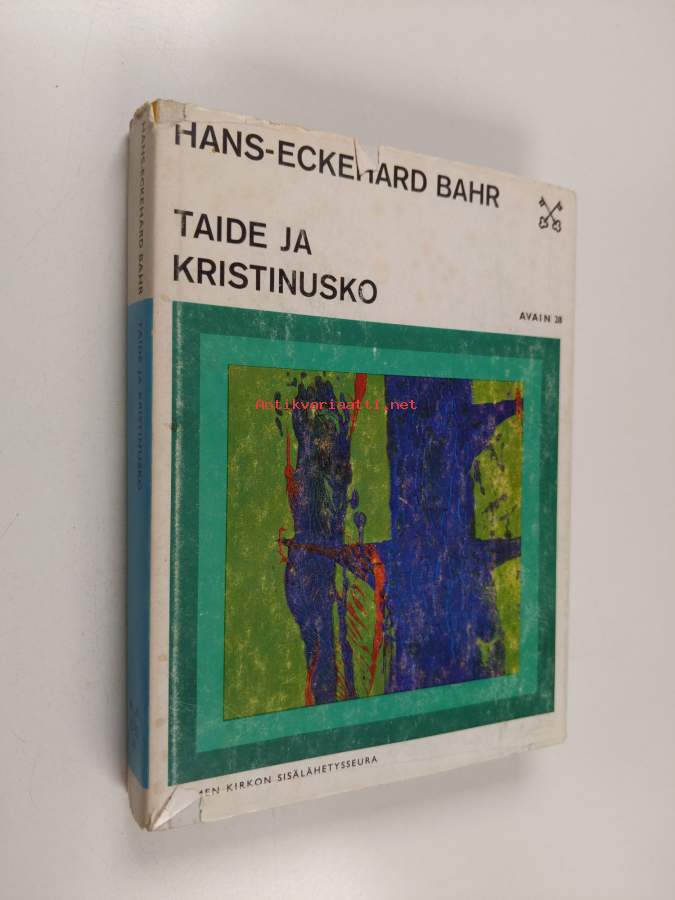 HANS-ECKEHARD BAHR
TAIDE JA
KRISTINUSKO
AVAIN 28
Antikvariaatti.net
MEN KIRKON SISÄLÄHETYSSEURA
HANS-ECKEHARD BAHR
TAIDE JA KRISTINUSKO